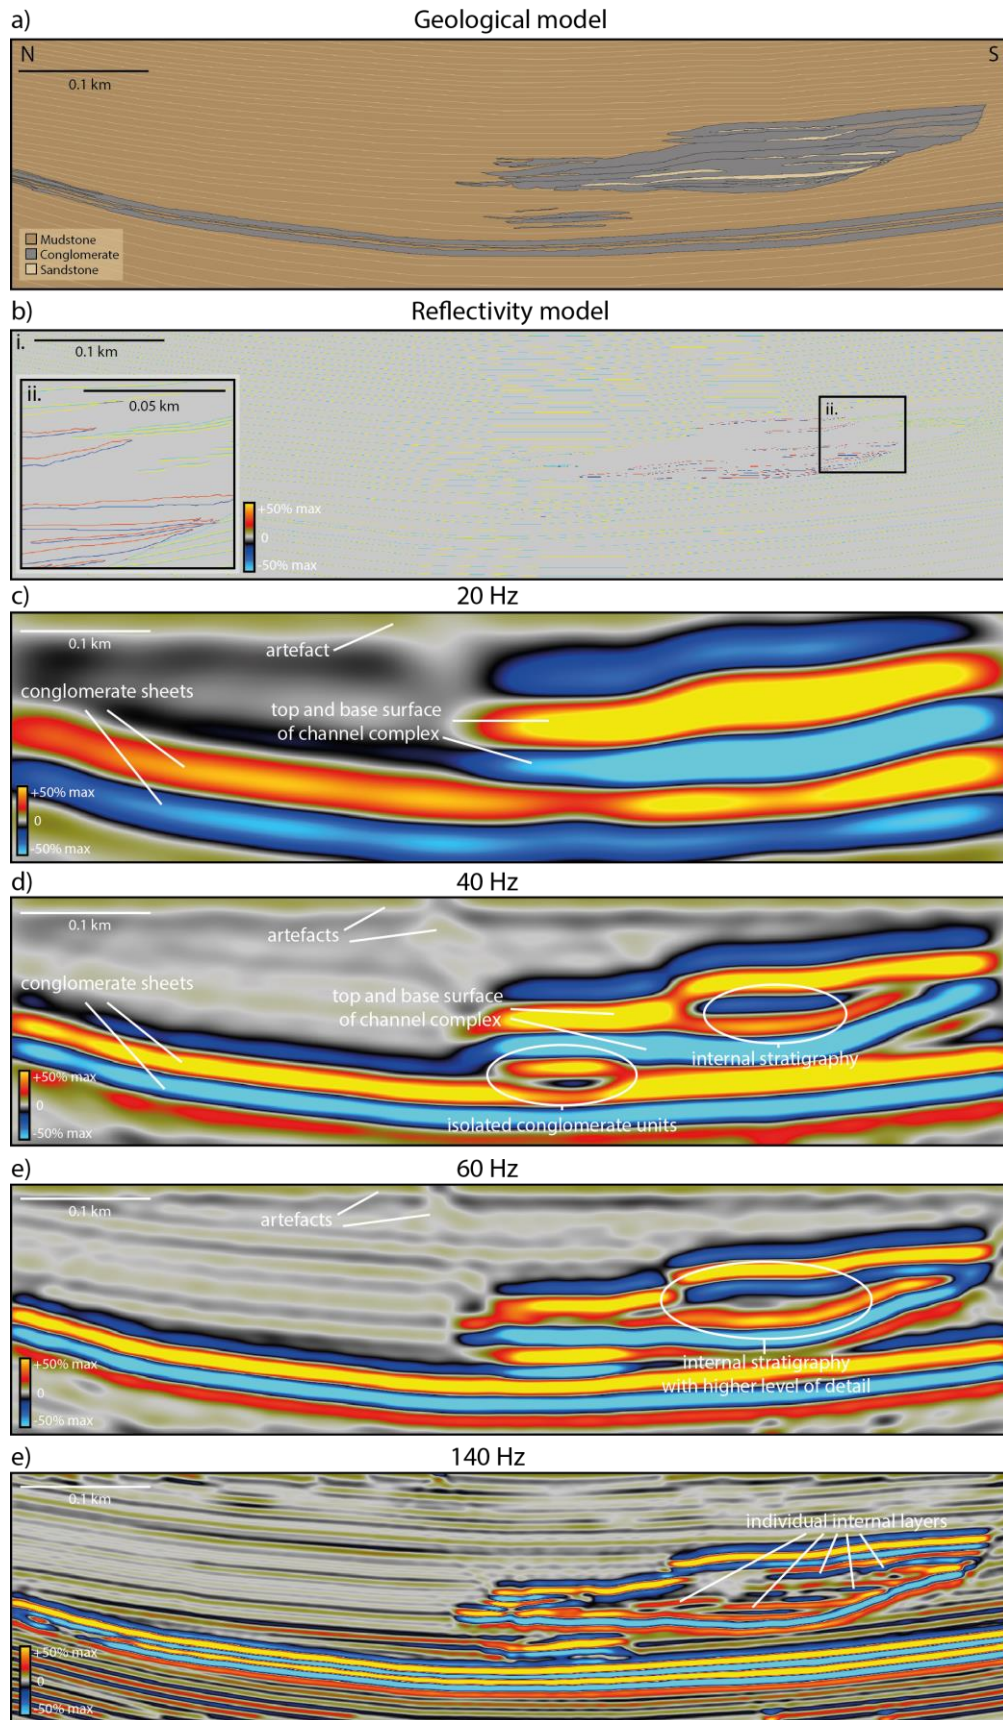 a)
Geological model
N
S
0.1 km
Mudstone
Conglomerate
Sandstone
b)
Reflectivity model
i.
0.1 km
ii.
0.05 km
ii.
+50% max
0
-50% max
c)
20 Hz
0.1 km
artefact
conglomerate sheets
top and base surface
of channel complex
+50% max
0
-50% max
d)
40 Hz
0.1 km
artefacts
conglomerate sheets
top and base surface
of channel complex
internal stratigraphy
+50% max
0
-50% max
isolated conglomerate units
e)
60 Hz
0.1 km
artefacts
internal stratigraphy
with higher level of detail
+50% max
0
-50% max
e)
140 Hz
0.1 km
individual internal layers
+50% max
0
-50% max